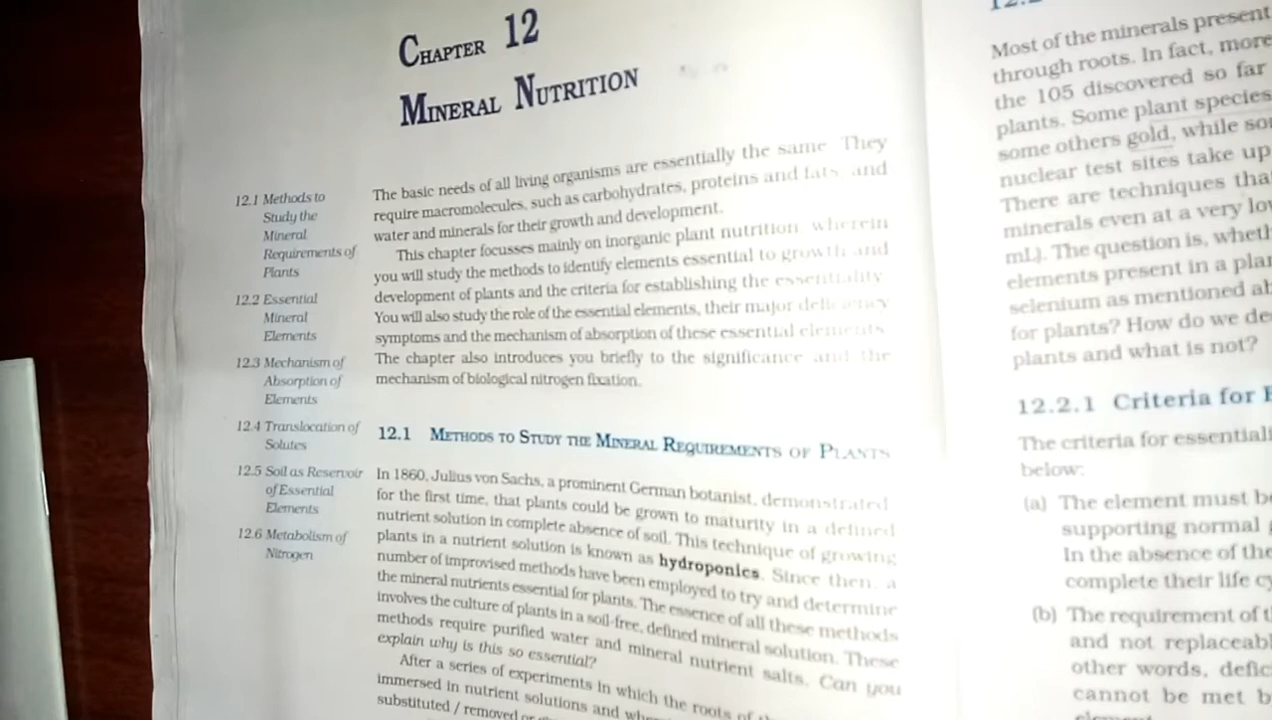 CHAPTER 12
MINERAL NUTRITION
12.1 Methods to
Study the
Mineral
Requirements of
Plants
12.2 Essential
Mineral
Elements
12.3 Mechanism of
Absorption of
Elements
12.4 Translocation of
Solutes
12.5 Soil as Reservoir
of Essential
Elements
12.6 Metabolism of
Nitrogen
The basic needs of all living organisms are essentially the same They
require macromolecules, such as carbohydrates, proteins and fats, and
water and minerals for their growth and development.
This chapter focusses mainly on inorganic plant nutrition wherein
you will study the methods to identify elements essential to growth and
development of plants and the criteria for establishing the essentiality
You will also study the role of the essential elements, their major deficiency
symptoms and the mechanism of absorption of these essential elements
The chapter also introduces you briefly to the significance and the
mechanism of biological nitrogen fixation.
12.1 METHODS TO STUDY THE MINERAL REQUIREMENTS OF PLANTS
In 1860, Julius von Sachs, a prominent German botanist, demonstrated
for the first time, that plants could be grown to maturity in a defined
nutrient solution in complete absence of soil. This technique of growing
plants in a nutrient solution is known as hydroponics. Since then, a
number of improvised methods have been employed to try and determine
the mineral nutrients essential for plants. The essence of all these methods
involves the culture of plants in a soil-free, defined mineral solution. These
methods require purified water and mineral nutrient salts. Can you
explain why is this so essential?
After a series of experiments in which the roots of
immersed in nutrient solutions and
substituted / removed
Most of the minerals present
through roots. In fact, more
the 105 discovered so far
plants. Some plant species
some others gold, while
nuclear test sites take up
There are techniques
minerals even at a very
mL). The question is,
elements present in a
selenium as mentioned
for plants? How do we
plants and what is not?
12.2.1 Criteria for
The criteria for
below:
(a) The element must
supporting normal
In the absence of the
complete their life
(b) The requirement of
and not
other words,
cannot be met